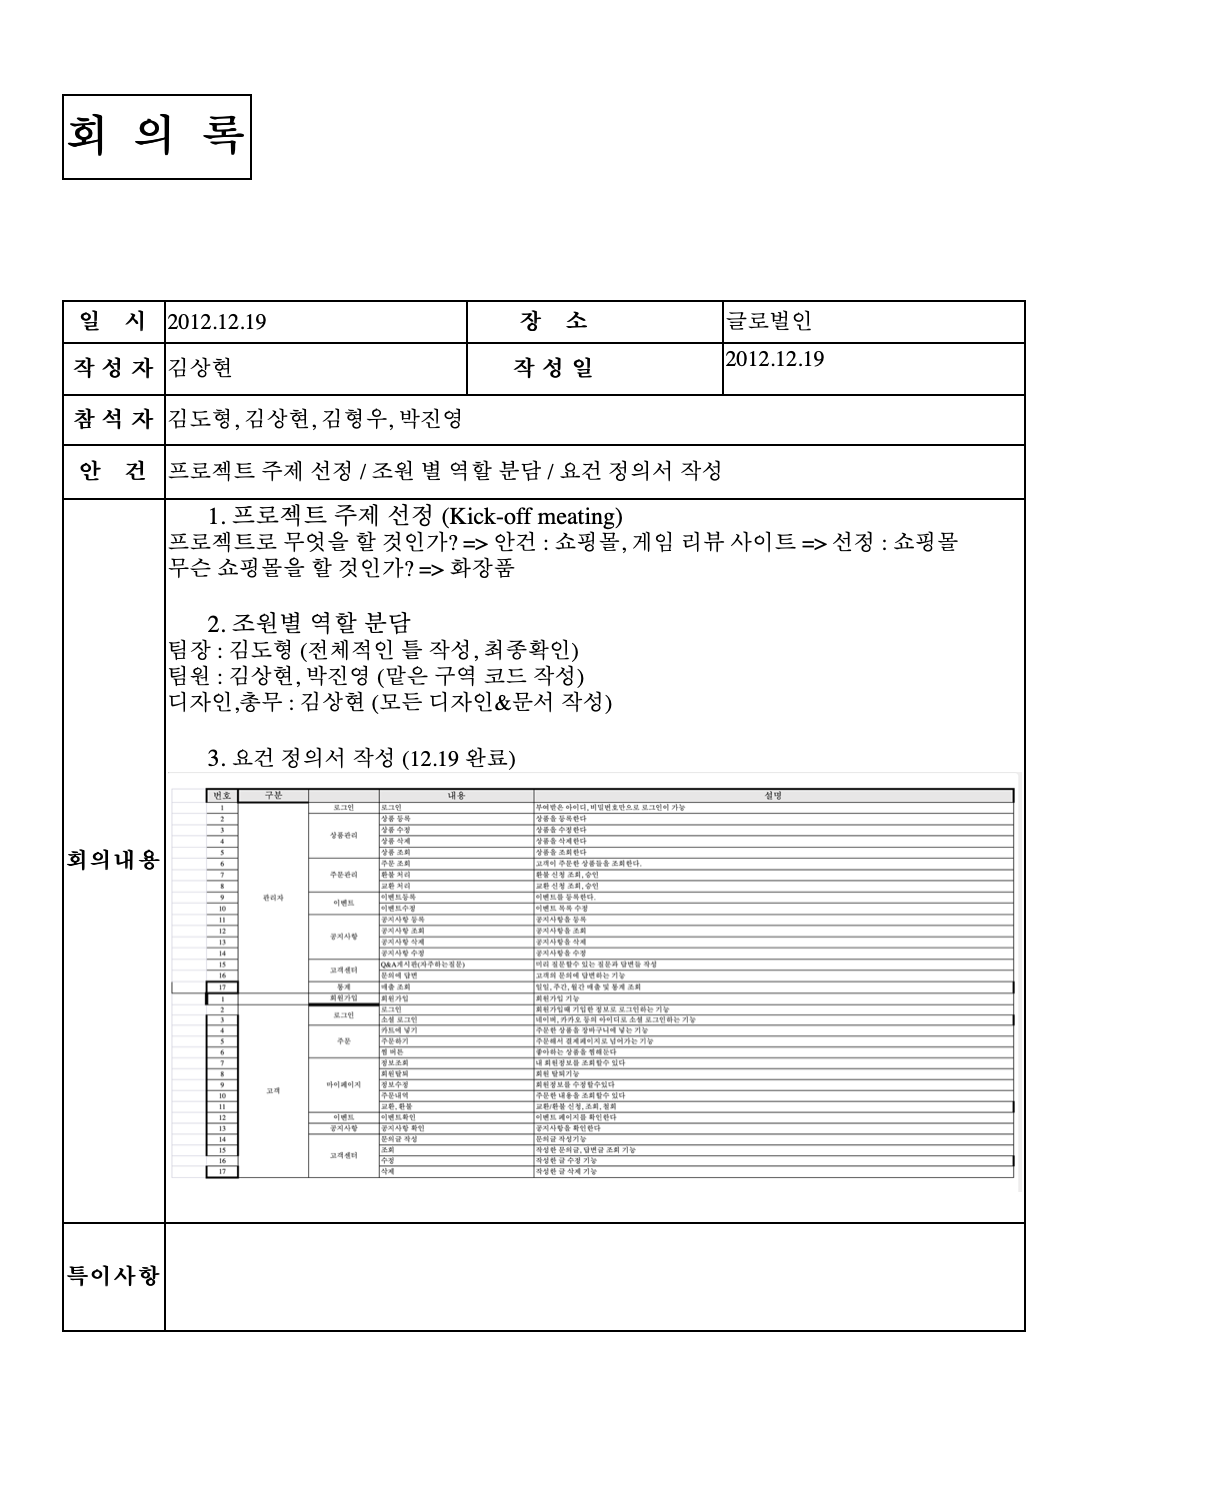 회 의 록
일 시 2012.12.19 장 소 글로벌인
작 성 자 김상현 작 성 일 2012.12.19
참 석 자 김도형, 김상현, 김형우, 박진영
안 건 프로젝트 주제 선정 / 조원 별 역할 분담 / 요건 정의서 작성
회의내용
1. 프로젝트 주제 선정 (Kick-off meating)
프로젝트로 무엇을 할 것인가? => 안건 : 쇼핑몰, 게임 리뷰 사이트 => 선정 : 쇼핑몰
무슨 쇼핑몰을 할 것인가? => 화장품
2. 조원별 역할 분담
팀장 : 김도형 (전체적인 틀 작성, 최종확인)
팀원 : 김상현, 박진영 (맡은 구역 코드 작성)
디자인,총무 : 김상현 (모든 디자인&문서 작성)
3. 요건 정의서 작성 (12.19 완료)
번호 구분 내용 설명
관리자
1 로그인 로그인 부여받은 아이디, 비밀번호만으로 로그인이 가능
상품관리
2 상품 등록 상품을 등록한다
3 상품 수정 상품을 수정한다
4 상품 삭제 상품을 삭제한다
5 상품 조회 상품을 조회한다
주문관리
6 주문 조회 고객이 주문한 상품들을 조회한다.
7 환불 처리 환불 신청 조회, 승인
8 교환 처리 교환 신청 조회, 승인
이벤트
9 이벤트등록 이벤트를 등록한다.
10 이벤트수정 이벤트 목록 수정
공지사항
11 공지사항 등록 공지사항을 등록
12 공지사항 조회 공지사항을 조회
13 공지사항 삭제 공지사항을 삭제
14 공지사항 수정 공지사항을 수정
고객센터
15 Q&A게시판(자주하는질문) 미리 질문할수 있는 질문과 답변들 작성
16 문의에 답변 고객의 문의에 답변하는 기능
17 통계 매출 조회 일일, 주간, 월간 매출 및 통계 조회
고객
1 회원가입 회원가입 회원가입 기능
로그인
2 로그인 회원가입때 기입한 정보로 로그인하는 기능
3 소셜 로그인 네이버, 카카오 등의 아이디로 소셜 로그인하는 기능
주문
4 카트에 넣기 주문한 상품을 장바구니에 넣는 기능
5 주문하기 주문해서 결제페이지로 넘어가는 기능
6 찜 버튼 좋아하는 상품을 찜해둔다
마이페이지
7 정보조회 내 회원정보를 조회할수 있다
8 회원탈퇴 회원 탈퇴기능
9 정보수정 회원정보를 수정할수있다
10 주문내역 주문한 내용을 조회할수 있다
11 교환, 환불 교환/환불 신청, 조회, 철회
12 이벤트 이벤트확인 이벤트 페이지를 확인한다
13 공지사항 공지사항 확인 공지사항을 확인한다
고객센터
14 문의글 작성 문의글 작성기능
15 조회 작성한 문의글, 답변글 조회 기능
16 수정 작성한 글 수정 기능
17 삭제 작성한 글 삭제 기능
특이사항